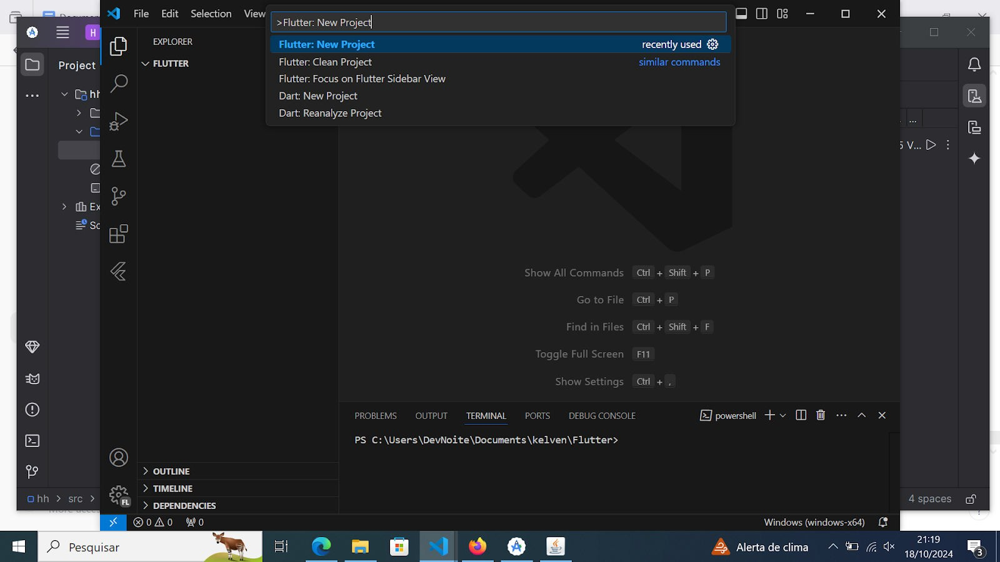 Documen
File Edit Selection View
>Flutter: New Project
H
EXPLORER
Flutter: New Project
recently used
Project
FLUTTER
Flutter: Clean Project
similar commands
Flutter: Focus on Flutter Sidebar View
hh
Dart: New Project
Dart: Reanalyze Project
... 
5 V...
Ex
Sc
Show All Commands Ctrl + Shift + P
Go to File Ctrl + P
Find in Files Ctrl + Shift + F
Toggle Full Screen F11
Show Settings Ctrl + ,
PROBLEMS OUTPUT TERMINAL PORTS DEBUG CONSOLE
powershell
PS C:\Users\DevNoite\Documents\kelven\Flutter>
OUTLINE
TIMELINE
DEPENDENCIES
FL
hh > src >
4 spaces
0 0 0
Windows (windows-x64)
Pesquisar
Alerta de clima
21:19
18/10/2024
3